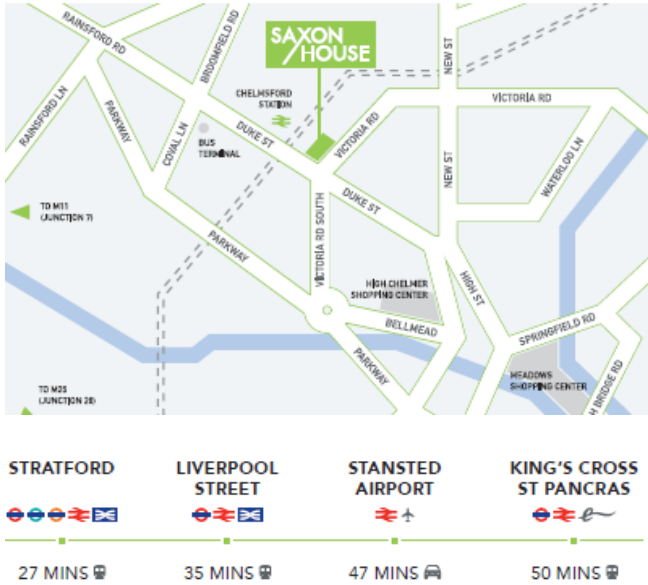 RAINSFORD RD
BROOMFIELD RD
SAXON
HOUSE
NEW ST
CHELMSFORD
STATION
VICTORIA RD
RAINSFORD LN
PARKWAY
COVAL LN
DUKE ST
VICTORIA RD
BUS
TERMINAL
NEW ST
WATERLOO LN
TO M11
(JUNCTION 7)
VICTORIA RD SOUTH
DUKE ST
PARKWAY
HIGH CHELMER
SHOPPING CENTER
HIGH ST
BELLMEAD
SPRINGFIELD RD
PARKWAY
MEADOWS
SHOPPING CENTER
H BRIDGE RD
TO M25
(JUNCTION 28)
STRATFORD
LIVERPOOL
STREET
STANSTED
AIRPORT
KING'S CROSS
ST PANCRAS
27 MINS
35 MINS
47 MINS
50 MINS